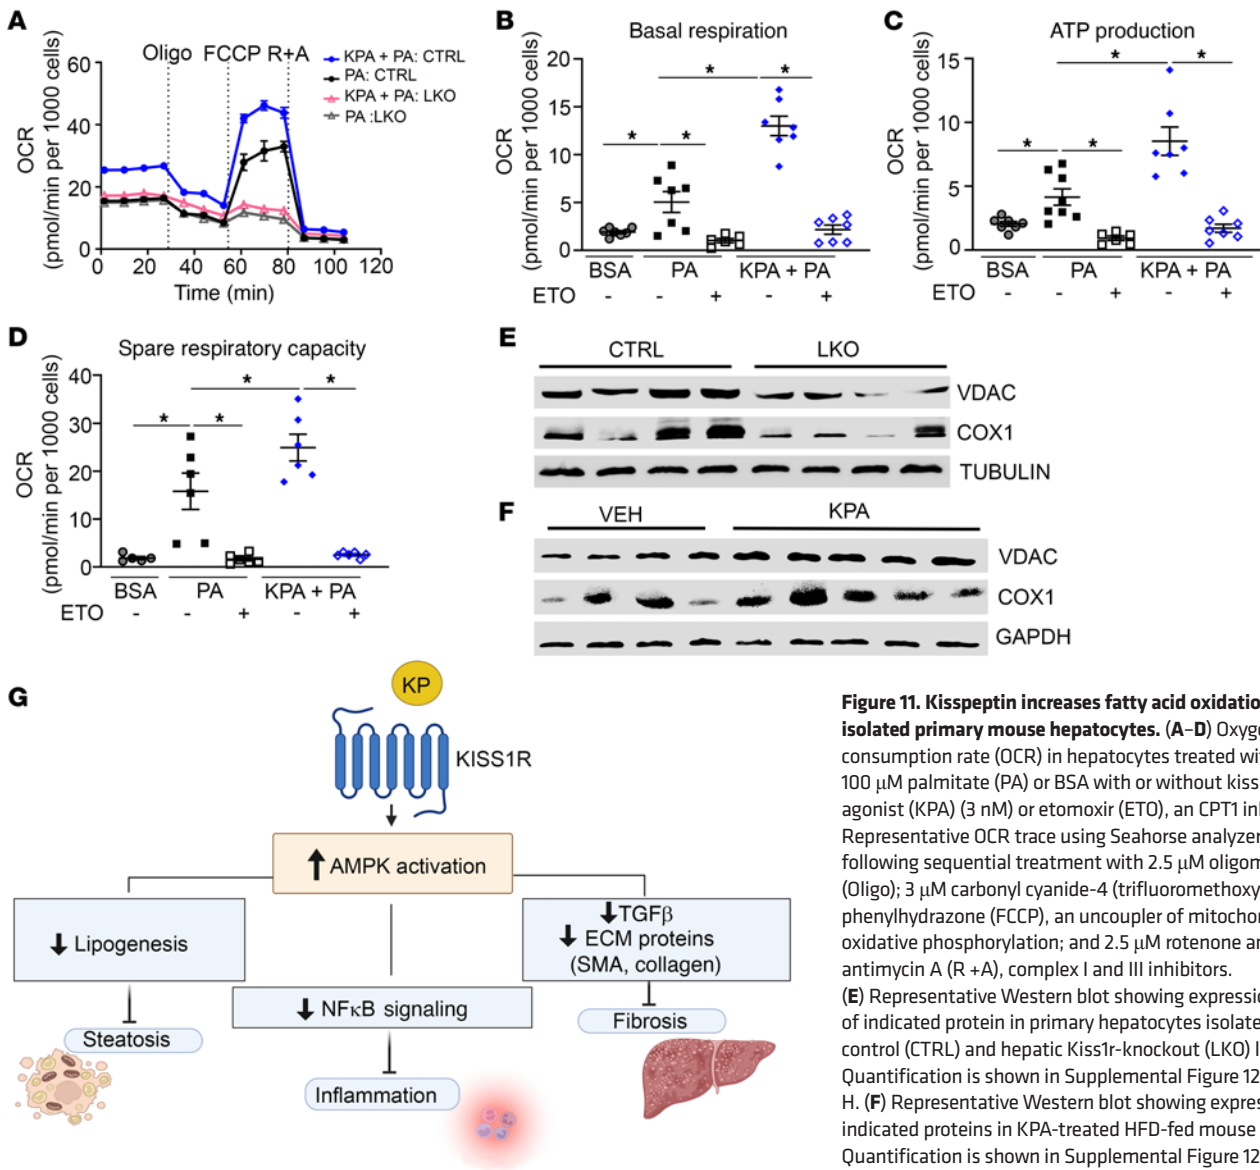 A
OCR
(pmol/min per 1000 cells)
Oligo FCCP R+A
60
40
20
0
0 20 40 60 80 100 120
Time (min)
KPA + PA: CTRL
PA: CTRL
KPA + PA: LKO
PA :LKO
B
Basal respiration
OCR
(pmol/min per 1000 cells)
20
15
10
5
0
* * * *
BSA PA KPA + PA
ETO - - + - +
C
ATP production
OCR
(pmol/min per 1000 cells)
15
10
5
0
* * * *
BSA PA KPA + PA
ETO - - + - +
D
Spare respiratory capacity
OCR
(pmol/min per 1000 cells)
40
30
20
10
0
* * * *
BSA PA KPA + PA
ETO - - + - +
E
CTRL LKO
VDAC
COX1
TUBULIN
F
VEH KPA
VDAC
COX1
GAPDH
G
KP
KISS1R
AMPK activation
Lipogenesis
Steatosis
NFκB signaling
Inflammation
TGFβ
ECM proteins
(SMA, collagen)
Fibrosis
Figure 11. Kisspeptin increases fatty acid oxidatio
isolated primary mouse hepatocytes. (A–D) Oxyge
consumption rate (OCR) in hepatocytes treated wi
100 μM palmitate (PA) or BSA with or without kiss
agonist (KPA) (3 nM) or etomoxir (ETO), an CPT1 inl
Representative OCR trace using Seahorse analyzer
following sequential treatment with 2.5 μM oligom
(Oligo); 3 μM carbonyl cyanide-4 (trifluoromethoxy
phenylhydrazone (FCCP), an uncoupler of mitochor
oxidative phosphorylation; and 2.5 μM rotenone ar
antimycin A (R +A), complex I and III inhibitors.
(E) Representative Western blot showing expressio
of indicated protein in primary hepatocytes isolate
control (CTRL) and hepatic Kiss1r-knockout (LKO) l
Quantification is shown in Supplemental Figure 12
H. (F) Representative Western blot showing expres
indicated proteins in KPA-treated HFD-fed mouse
Quantification is shown in Supplemental Figure 12